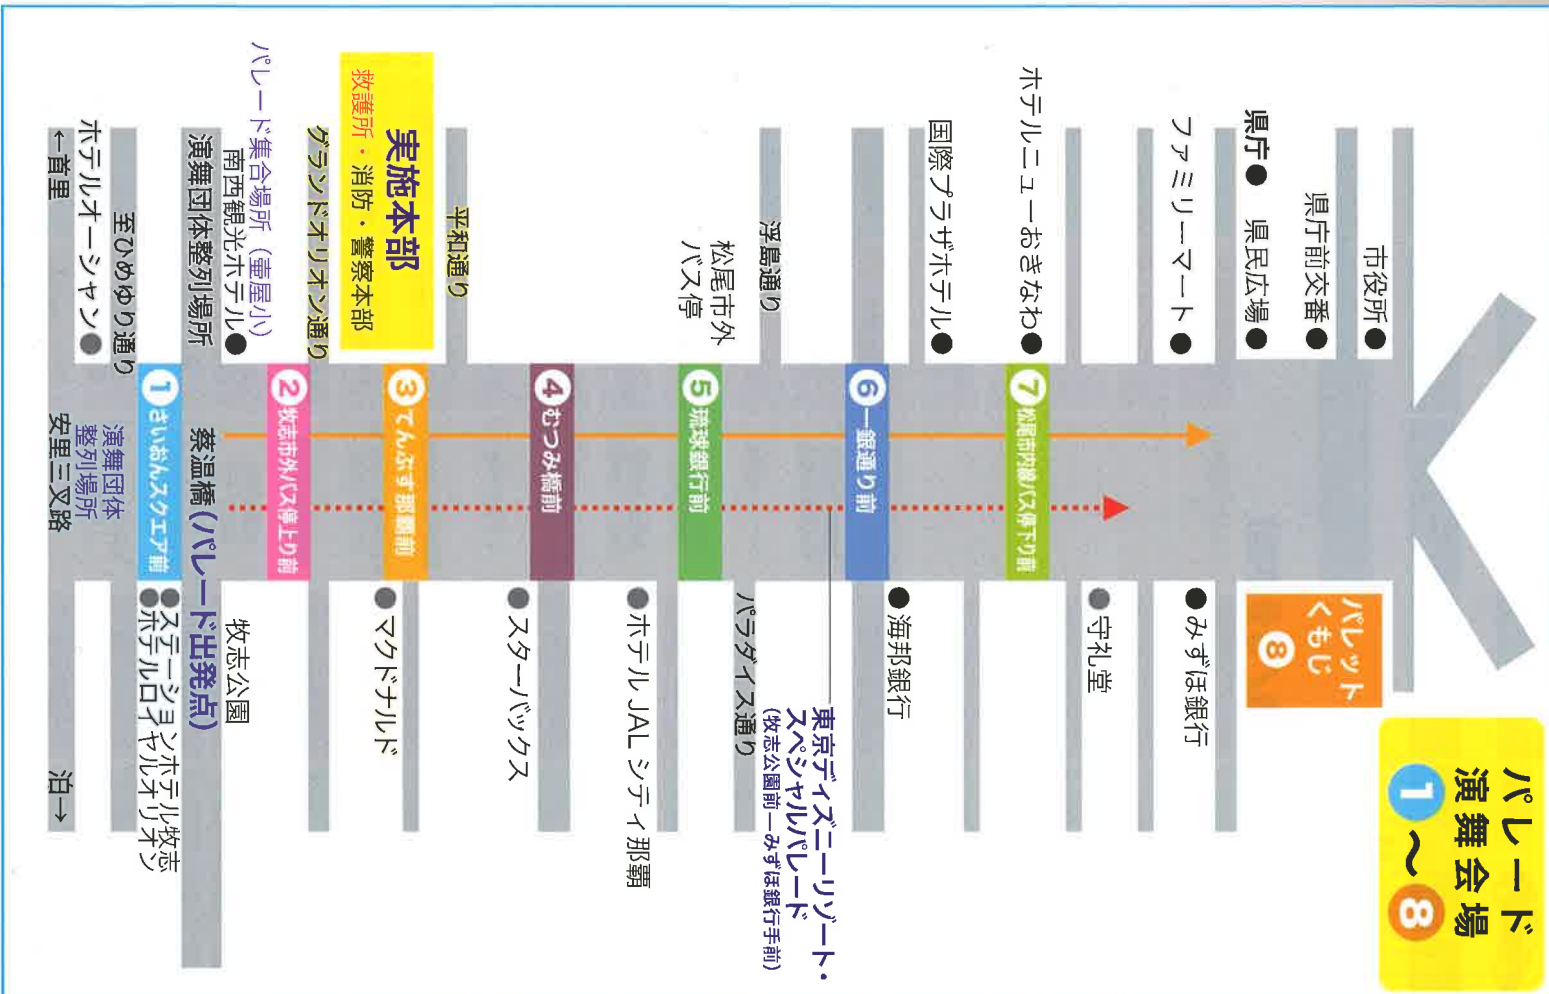 パレード
演舞会場
1～8
市役所
県庁前交番
県庁
県民広場
ファミリーマート
ホテルニューおきなわ
国際プラザホテル
浮島通り
松尾市外
バス停
平和通り
実施本部
救護所・消防・警察本部
グランドオリオン通り
パレード集合場所（壷屋小）
南西観光ホテル
演舞団体整列場所
至ひめゆり通り
ホテルオーシャン
←首里
パレット
くもじ
8
7 松尾市内線バス停下り前
6 一銀通り前
5 琉球銀行前
4 むつみ橋前
3 てんぶす那覇前
2 牧志市外バス停上り前
蔡温橋(パレード出発点)
1 さいおんスクエア前
演舞団体
整列場所
安里三叉路
みずほ銀行
守礼堂
海邦銀行
東京ディズニーリゾート・
スペシャルパレード
(牧志公園前—みずほ銀行手前)
パラダイス通り
ホテル JAL シティ那覇
スターバックス
マクドナルド
牧志公園
ステーションホテル牧志
ホテルロイヤルオリオン
泊→